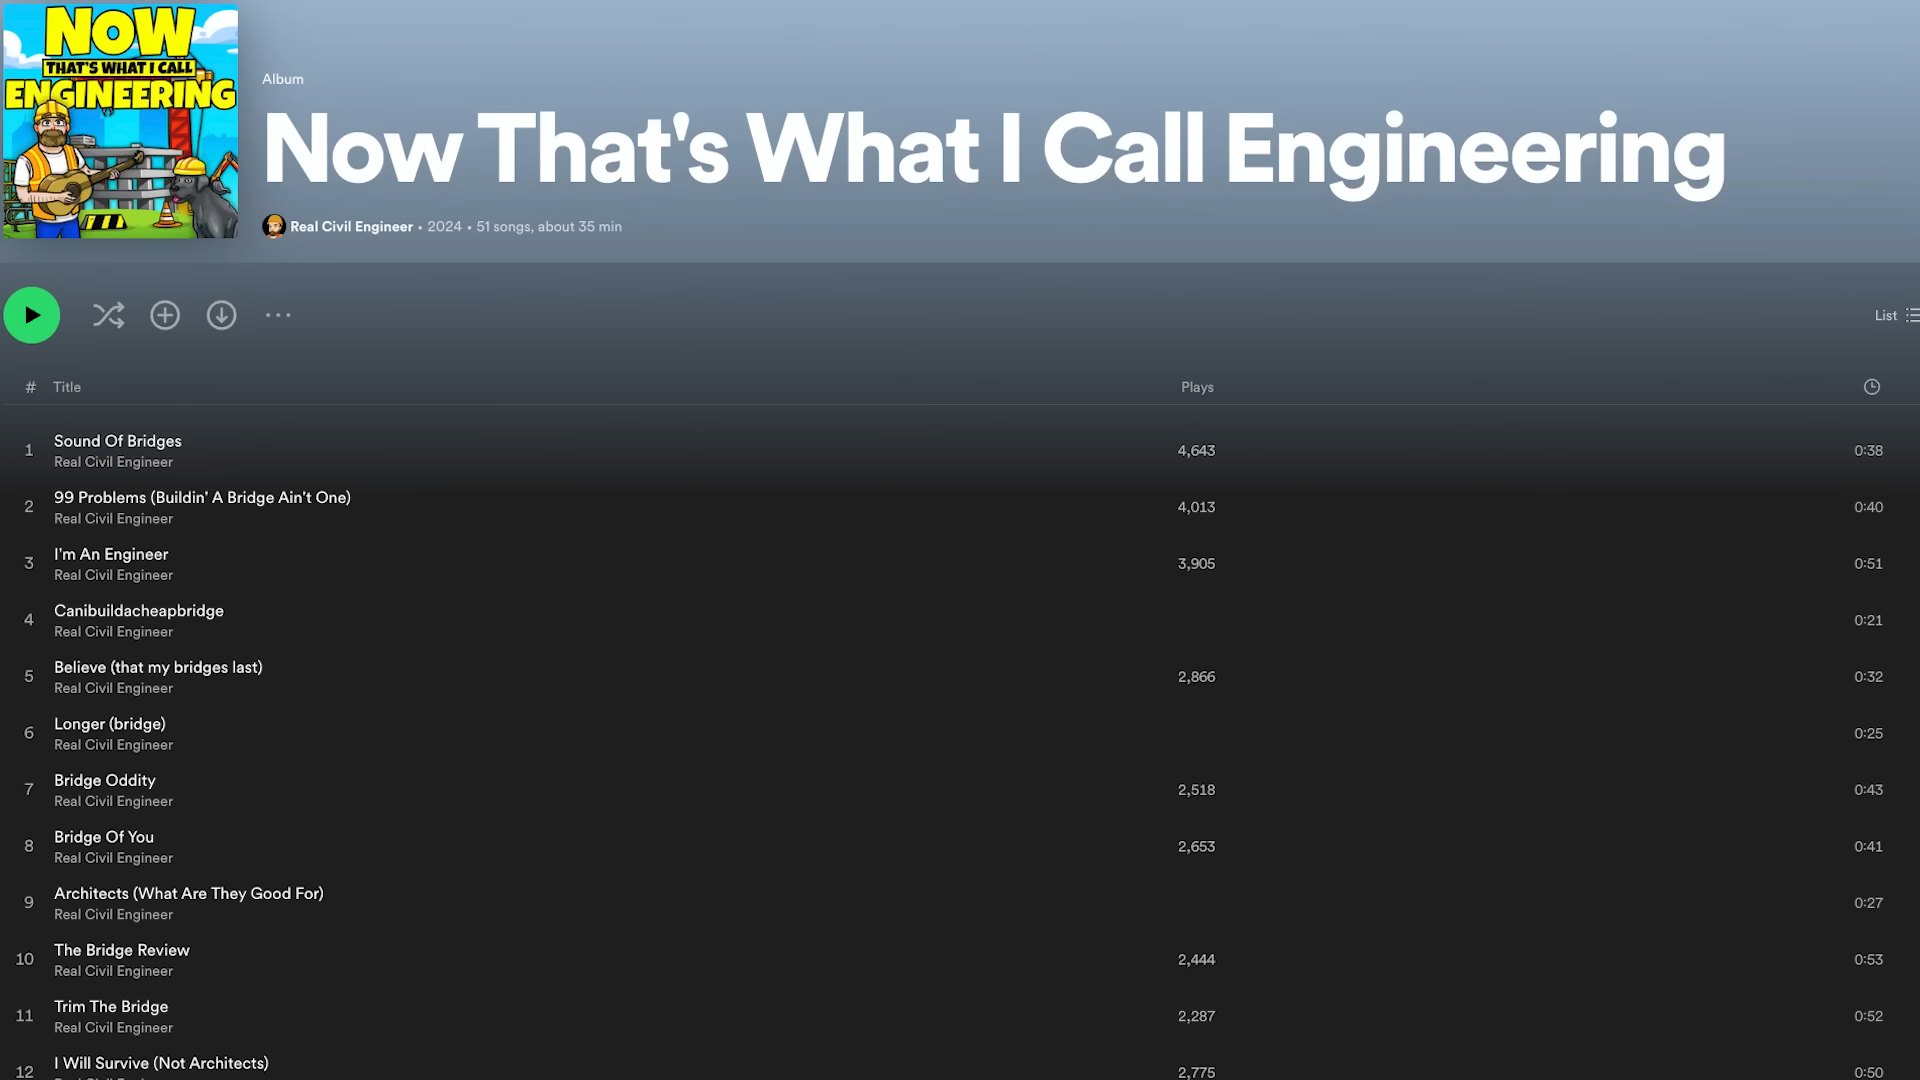 NOW
THAT'S WHAT I CALL
ENGINEERING
Album
Now That's What I Call Engineering
Real Civil Engineer • 2024 • 51 songs, about 35 min
List
# Title Plays
1 Sound Of Bridges 4,643 0:38
Real Civil Engineer
2 99 Problems (Buildin' A Bridge Ain't One) 4,013 0:40
Real Civil Engineer
3 I'm An Engineer 3,905 0:51
Real Civil Engineer
4 Canibuildacheapbridge 0:21
Real Civil Engineer
5 Believe (that my bridges last) 2,866 0:32
Real Civil Engineer
6 Longer (bridge) 0:25
Real Civil Engineer
7 Bridge Oddity 2,518 0:43
Real Civil Engineer
8 Bridge Of You 2,653 0:41
Real Civil Engineer
9 Architects (What Are They Good For) 0:27
Real Civil Engineer
10 The Bridge Review 2,444 0:53
Real Civil Engineer
11 Trim The Bridge 2,287 0:52
Real Civil Engineer
12 I Will Survive (Not Architects) 2,775 0:50